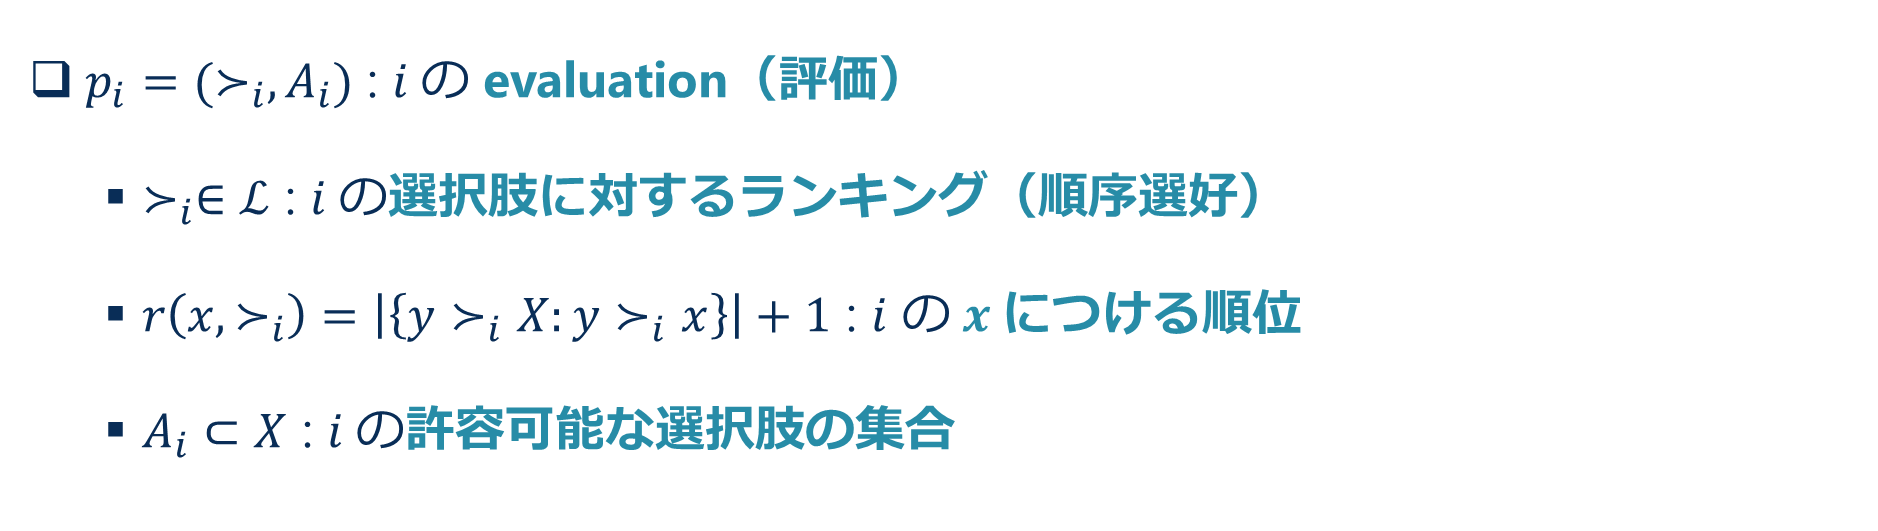 ❑ pᵢ = (≻ᵢ, Aᵢ) : i の evaluation（評価）
▪ ≻ᵢ∈ ℒ : i の選択肢に対するランキング（順序選好）
▪ r(x, ≻ᵢ) = |{y ≻ᵢ X: y ≻ᵢ x}| + 1 : i の x につける順位
▪ Aᵢ ⊂ X : i の許容可能な選択肢の集合